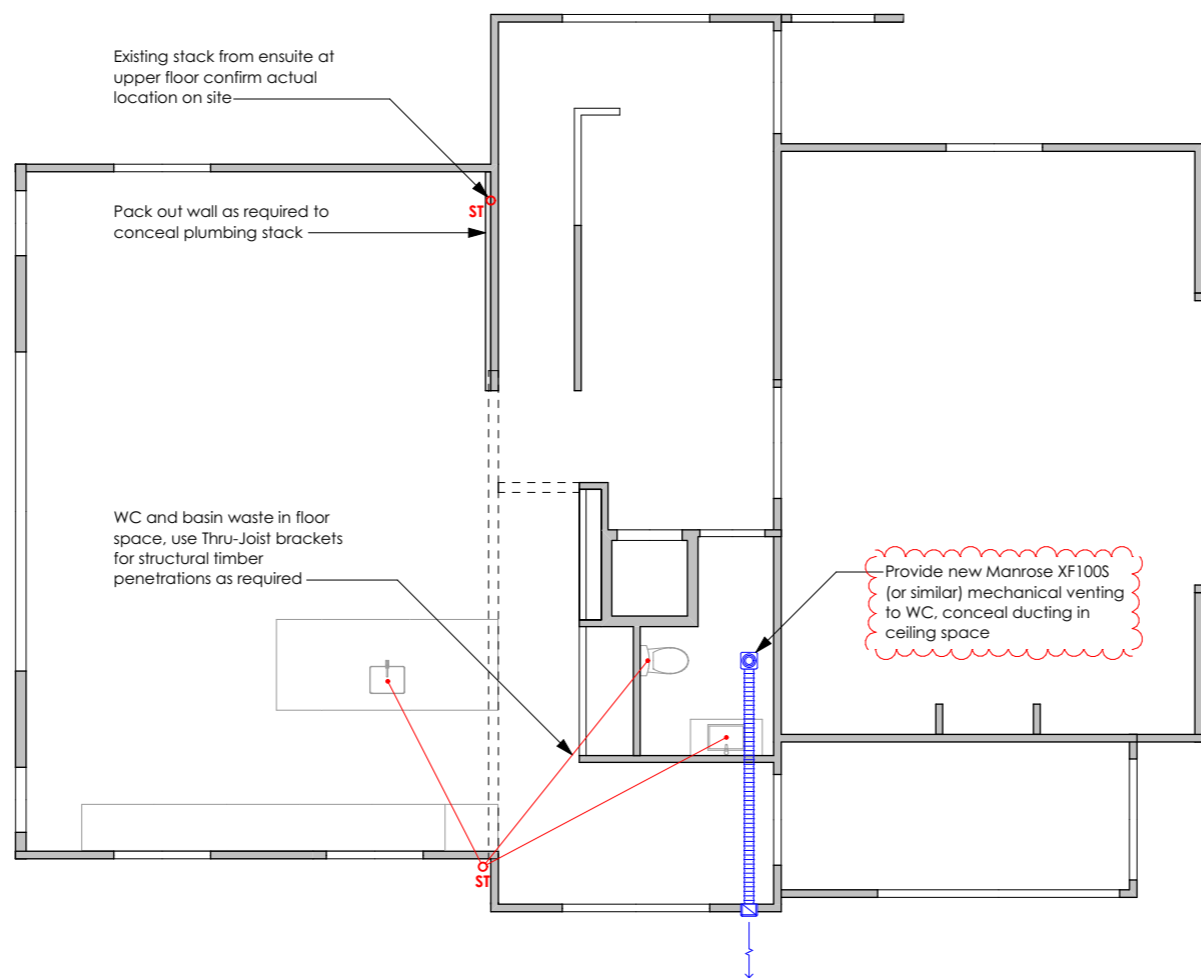 Existing stack from ensuite at
upper floor confirm actual
location on site
ST
Pack out wall as required to
conceal plumbing stack
WC and basin waste in floor
space, use Thru-Joist brackets
for structural timber
penetrations as required
Provide new Manrose XF100S
(or similar) mechanical venting
to WC, conceal ducting in
ceiling space
ST